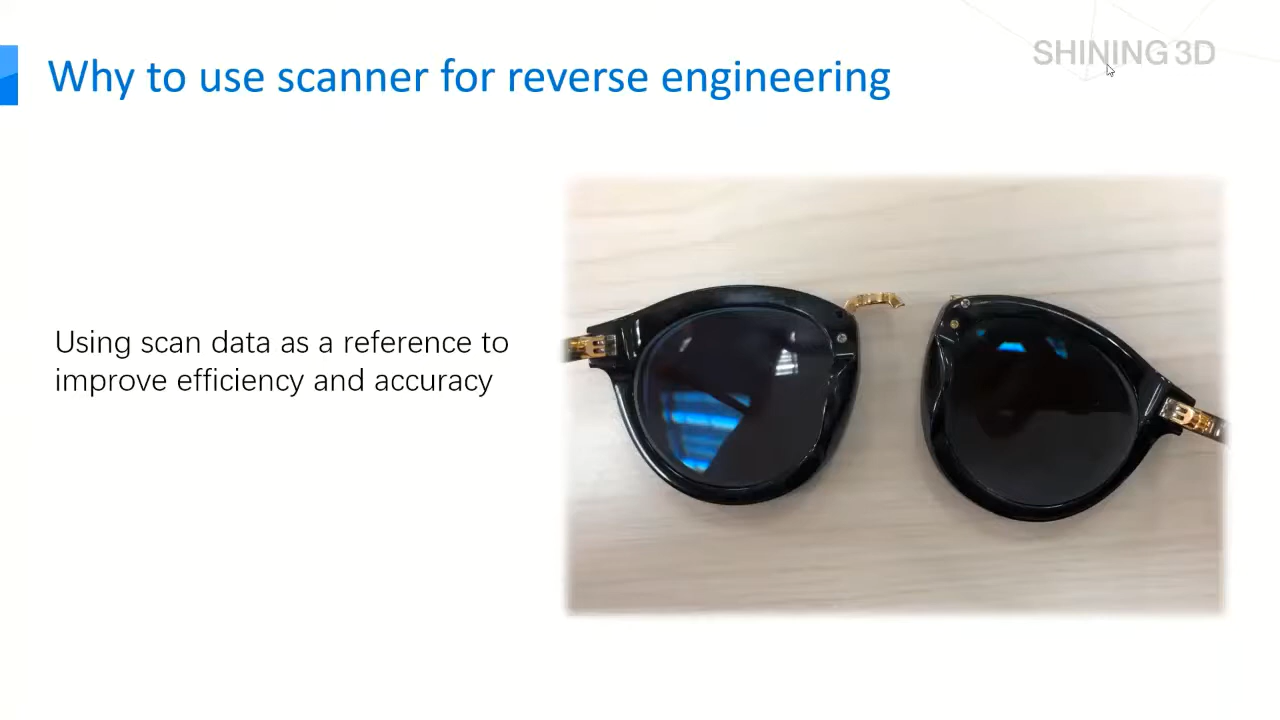 SHINING 3D
Why to use scanner for reverse engineering
Using scan data as a reference to
improve efficiency and accuracy